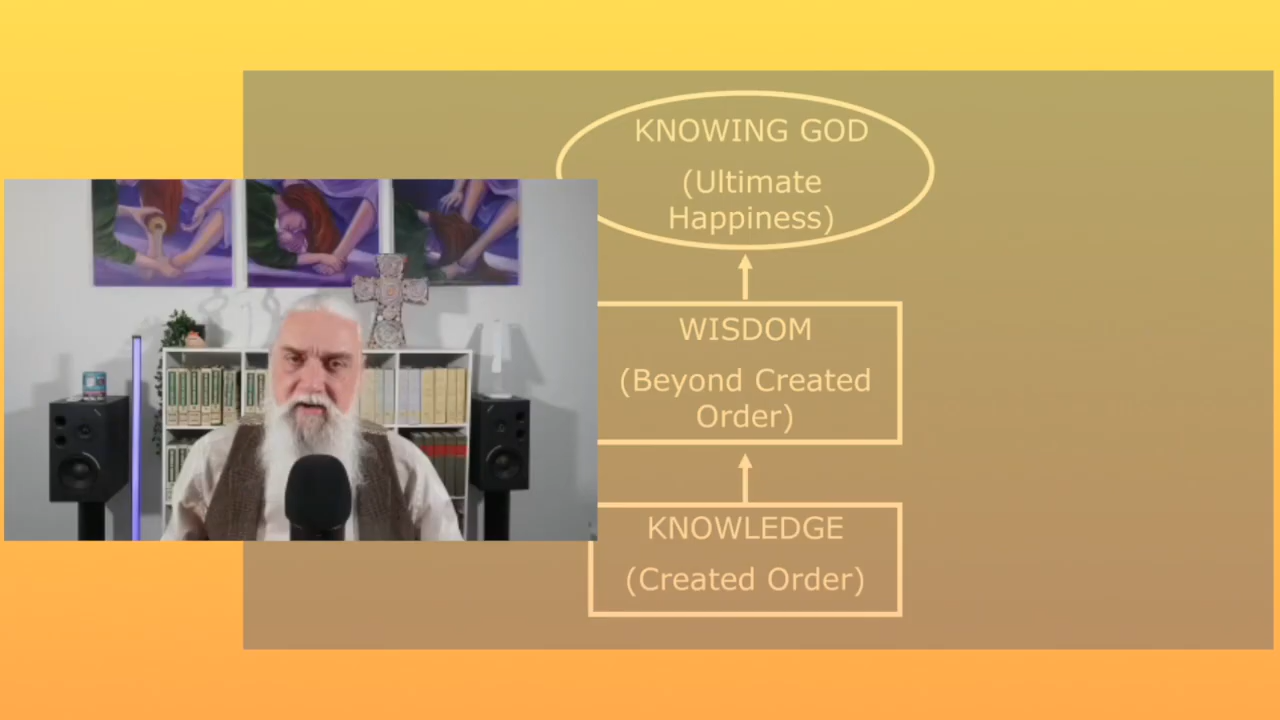 KNOWING GOD
(Ultimate
Happiness)
WISDOM
(Beyond Created
Order)
KNOWLEDGE
(Created Order)